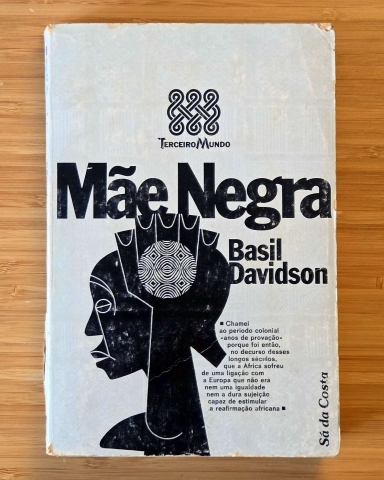 TERCEIRO MUNDO
Mãe Negra
Basil
Davidson
■ Chamei
ao período colonial
«anos de provação»
porque foi então,
no decurso desses
longos séculos,
que a África sofreu
de uma ligação com
a Europa que não era
nem uma igualdade
nem a dura sujeição
capaz de estimular
a reafirmação africana ■
Sá da Costa